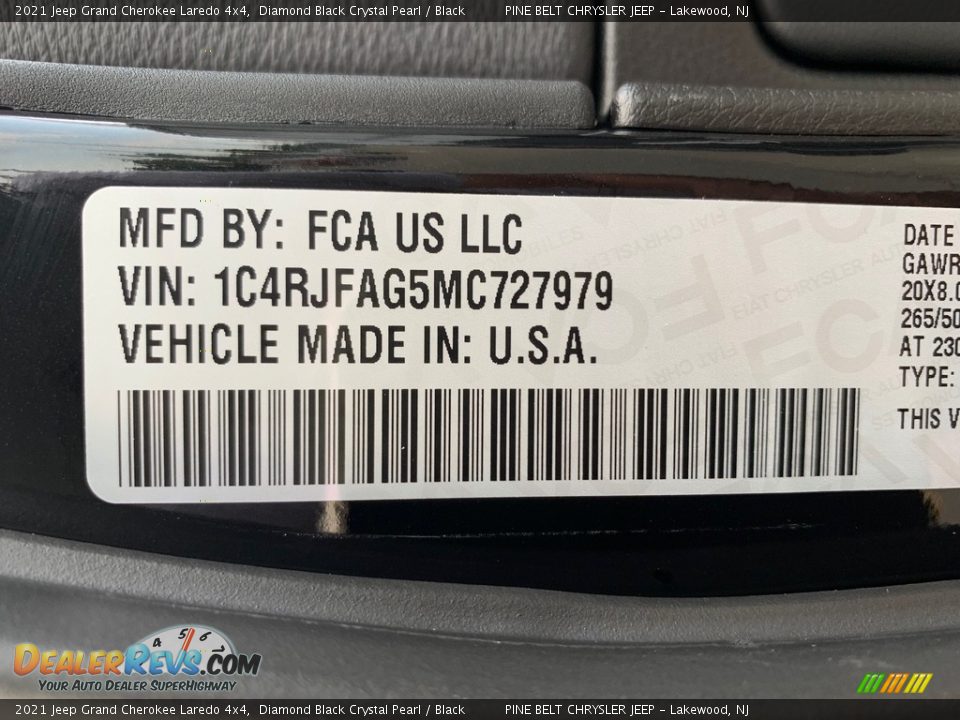 2021 Jeep Grand Cherokee Laredo 4x4, Diamond Black Crystal Pearl / Black PINE BELT CHRYSLER JEEP - Lakewood, NJ
MFD BY: FCA US LLC
VIN: 1C4RJFAG5MC727979
VEHICLE MADE IN: U.S.A.
DATE
GAWR
20X8.0
265/50
AT 230
TYPE:
THIS V
4 5 6
DEALERREVS.COM
YOUR AUTO DEALER SUPERHIGHWAY
2021 Jeep Grand Cherokee Laredo 4x4, Diamond Black Crystal Pearl / Black PINE BELT CHRYSLER JEEP - Lakewood, NJ